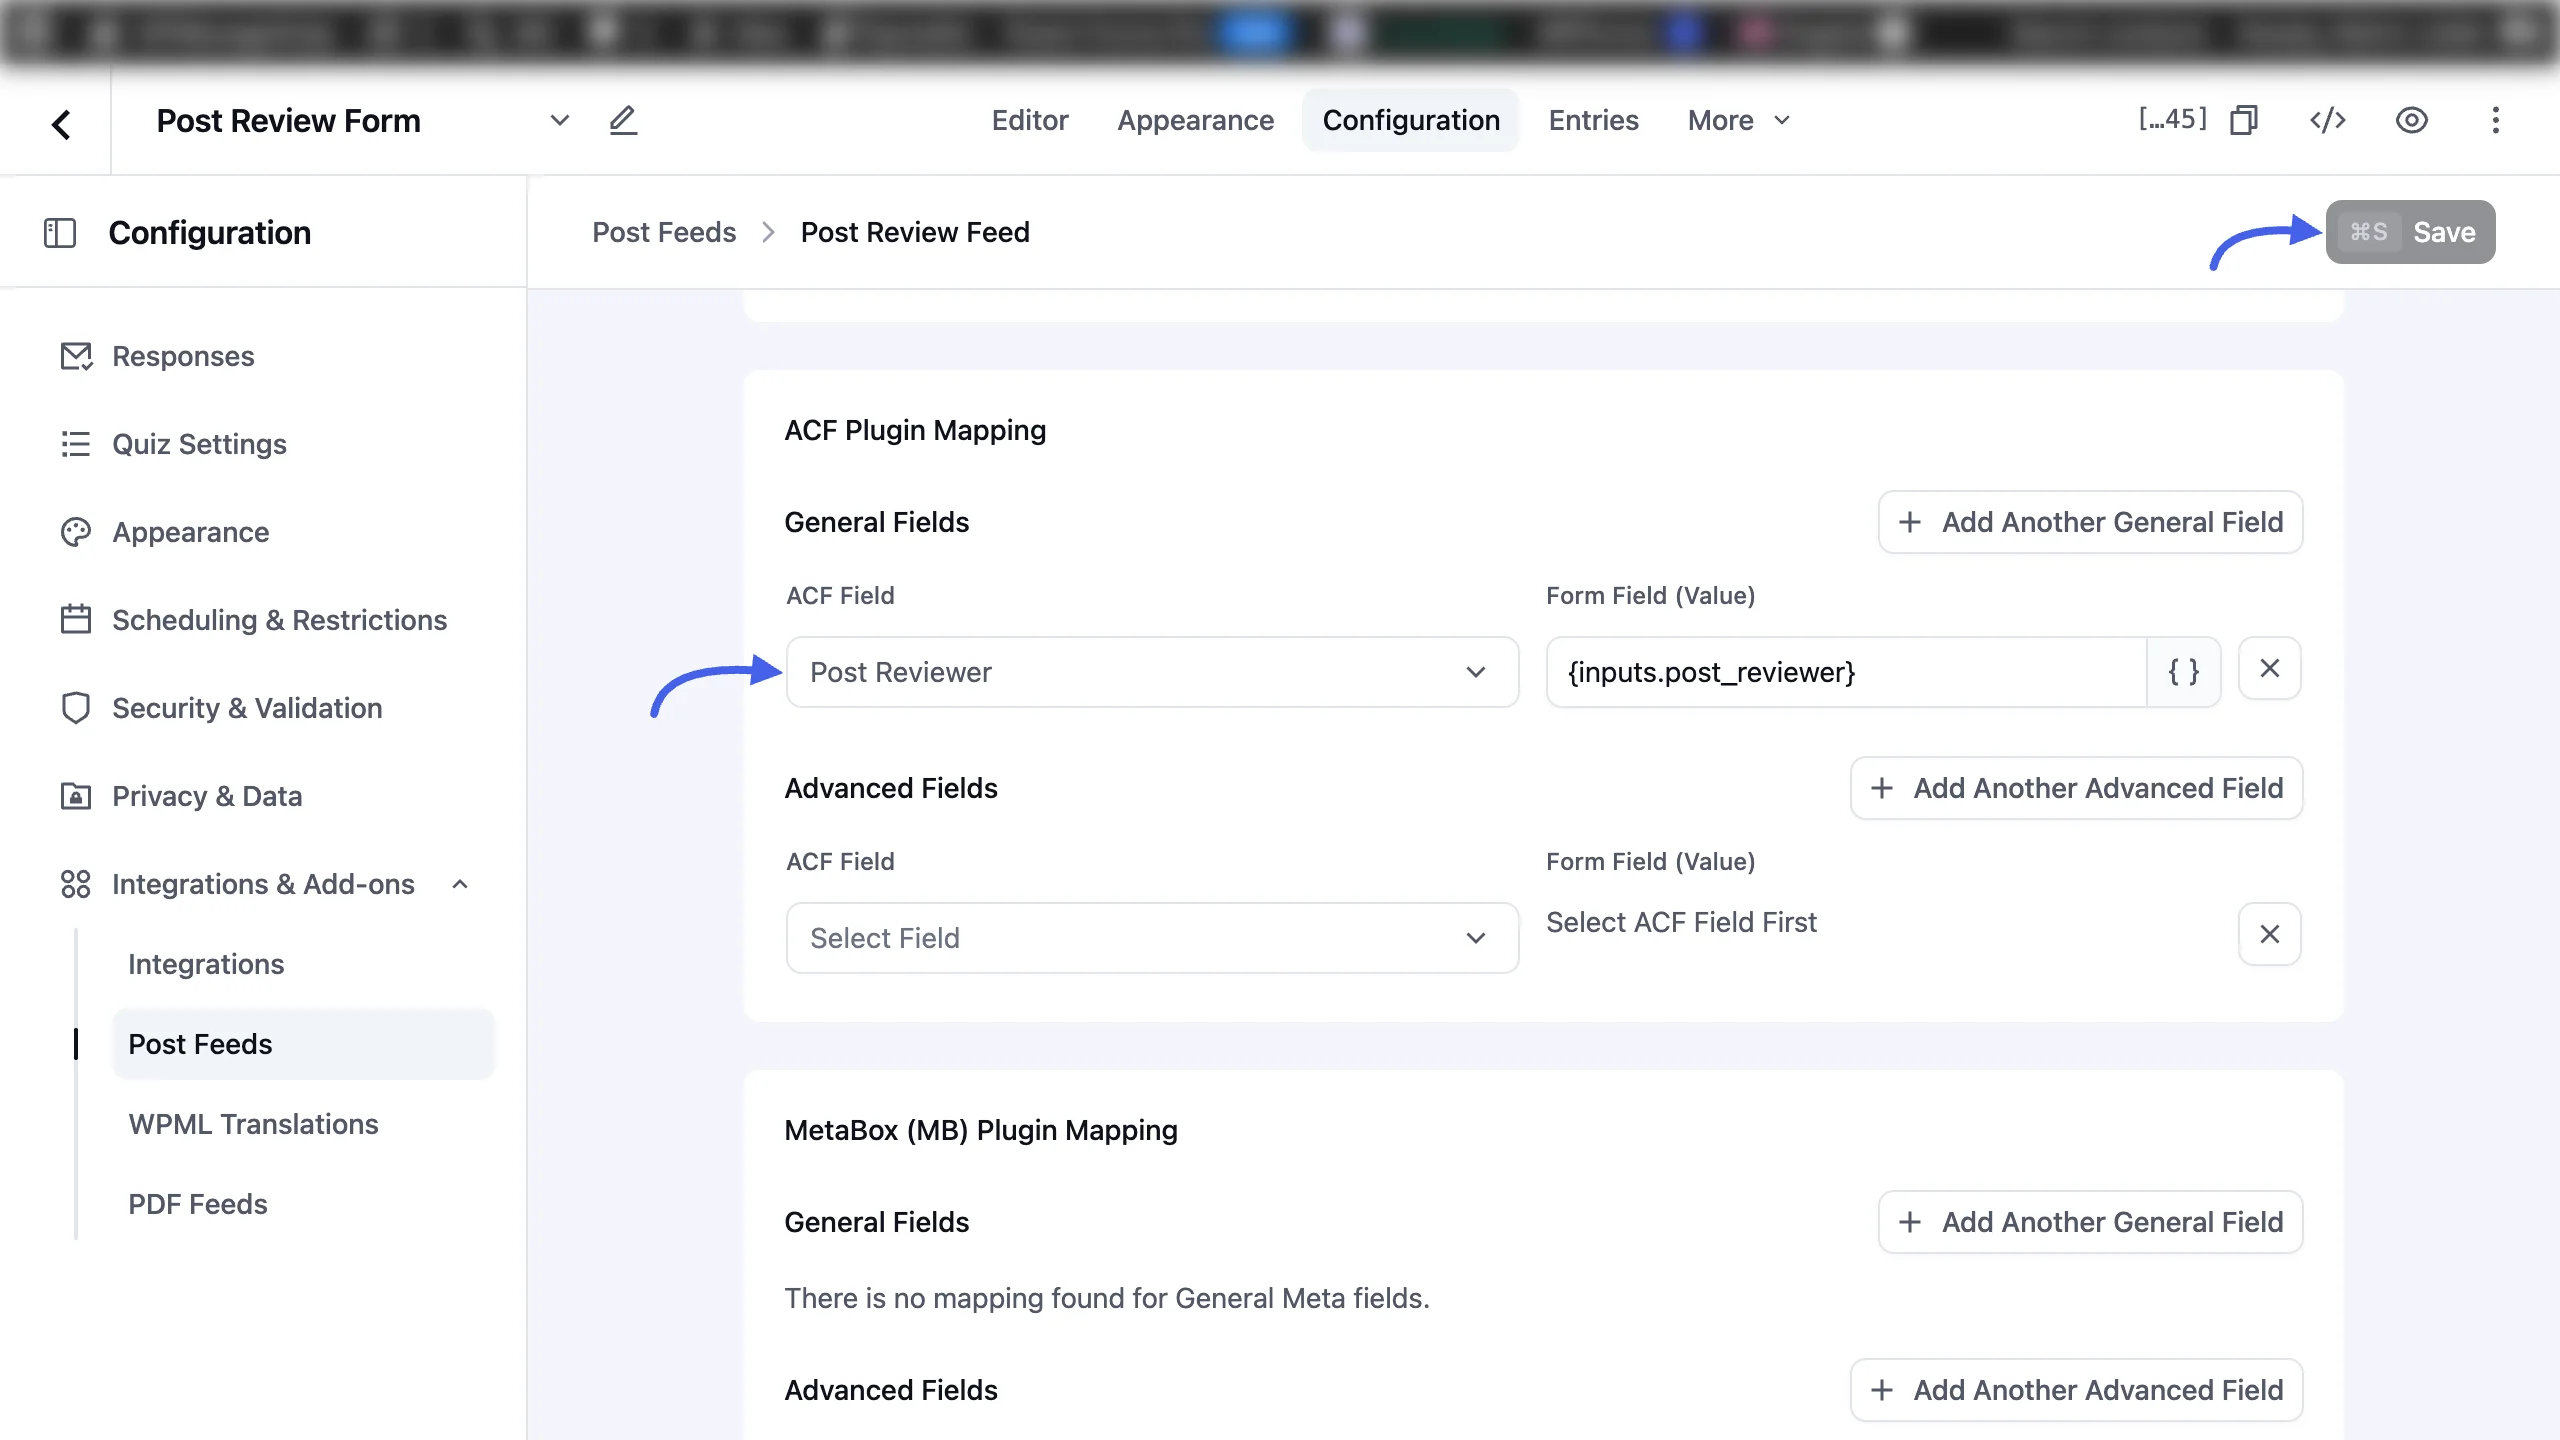 Post Review Form
Editor
Appearance
Configuration
Entries
More
[...45]
Configuration
Post Feeds
Post Review Feed
⌘S Save
Responses
Quiz Settings
Appearance
Scheduling & Restrictions
Security & Validation
Privacy & Data
Integrations & Add-ons
Integrations
Post Feeds
WPML Translations
PDF Feeds
ACF Plugin Mapping
General Fields
+ Add Another General Field
ACF Field
Form Field (Value)
Post Reviewer
{inputs.post_reviewer}
{ }
Advanced Fields
+ Add Another Advanced Field
ACF Field
Form Field (Value)
Select Field
Select ACF Field First
MetaBox (MB) Plugin Mapping
General Fields
+ Add Another General Field
There is no mapping found for General Meta fields.
Advanced Fields
+ Add Another Advanced Field